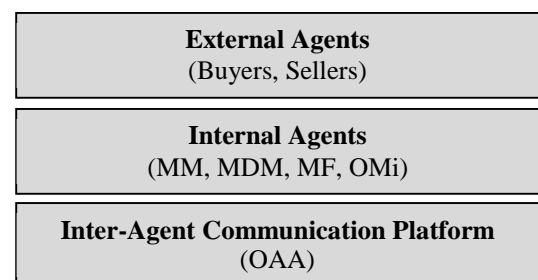 External Agents
(Buyers, Sellers)
Internal Agents
(MM, MDM, MF, OMi)
Inter-Agent Communication Platform
(OAA)